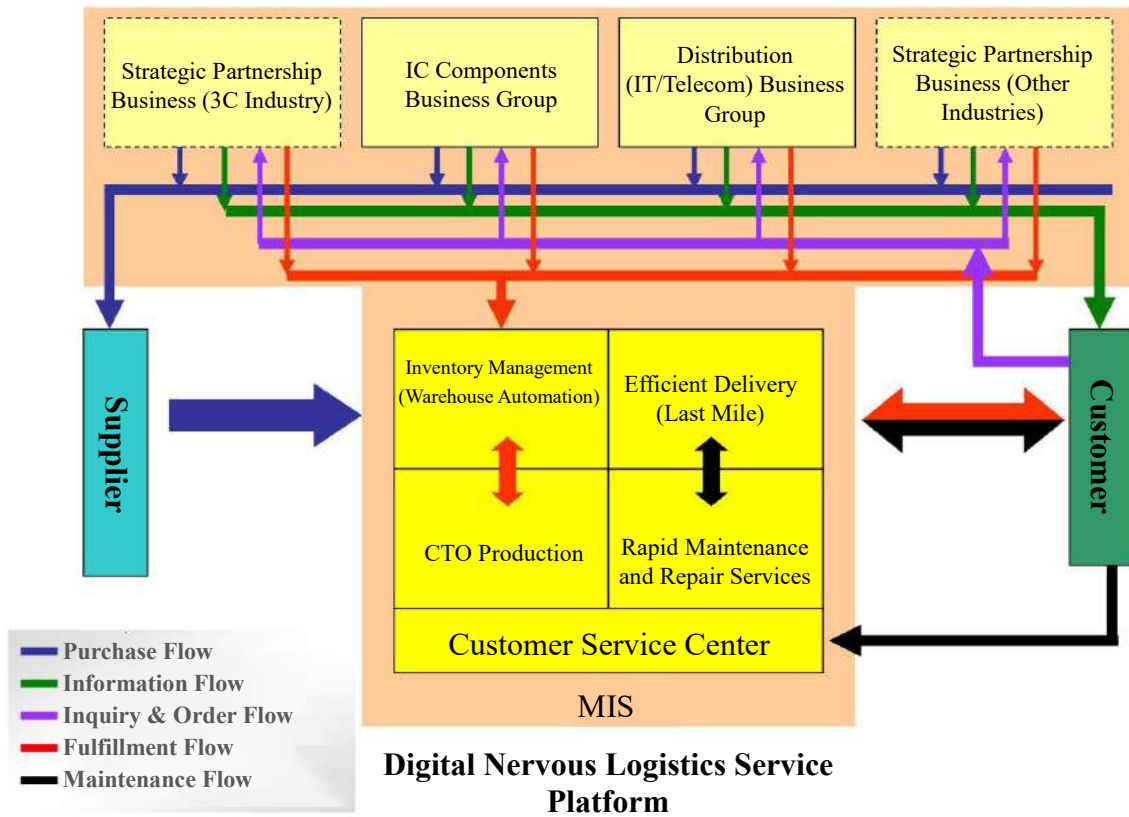 Strategic Partnership
Business (3C Industry)
IC Components
Business Group
Distribution
(IT/Telecom) Business
Group
Strategic Partnership
Business (Other
Industries)
Supplier
Inventory Management
(Warehouse Automation)
Efficient Delivery
(Last Mile)
CTO Production
Rapid Maintenance
and Repair Services
Customer Service Center
Customer
MIS
Purchase Flow
Information Flow
Inquiry & Order Flow
Fulfillment Flow
Maintenance Flow
Digital Nervous Logistics Service
Platform